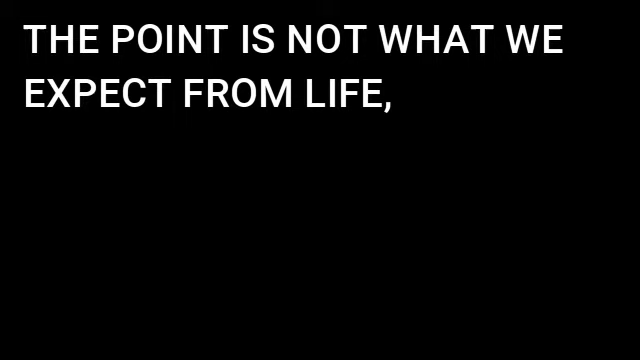 THE POINT IS NOT WHAT WE
EXPECT FROM LIFE,